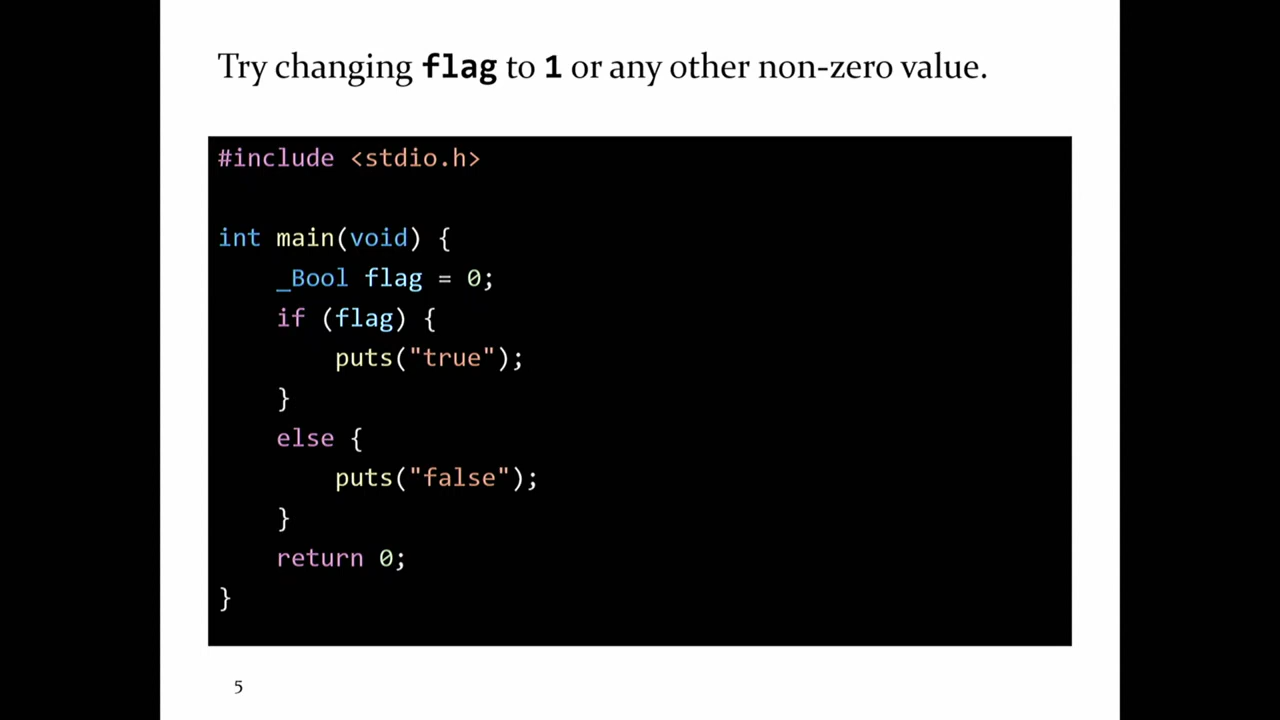 Try changing flag to 1 or any other non-zero value.
#include <stdio.h>
int main(void) {
    _Bool flag = 0;
    if (flag) {
        puts("true");
    }
    else {
        puts("false");
    }
    return 0;
}
5